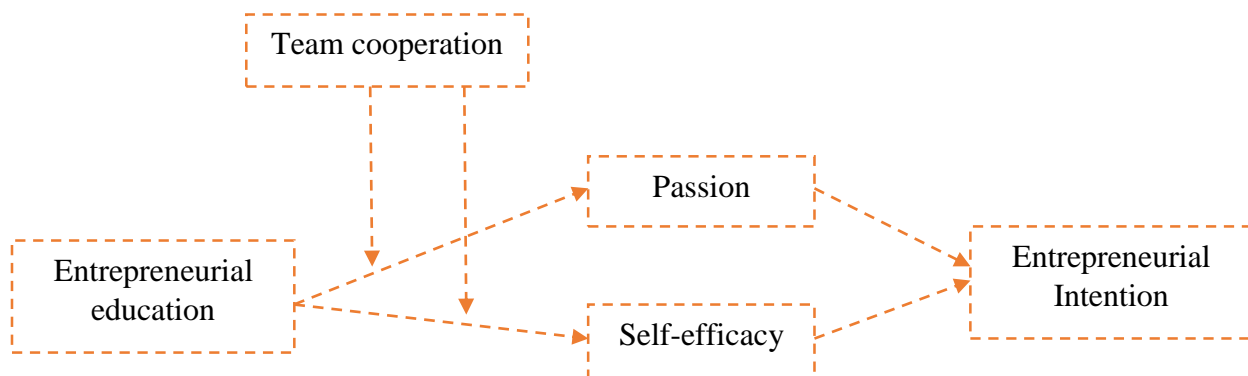 Team cooperation
Passion
Entrepreneurial
education
Entrepreneurial
Intention
Self-efficacy